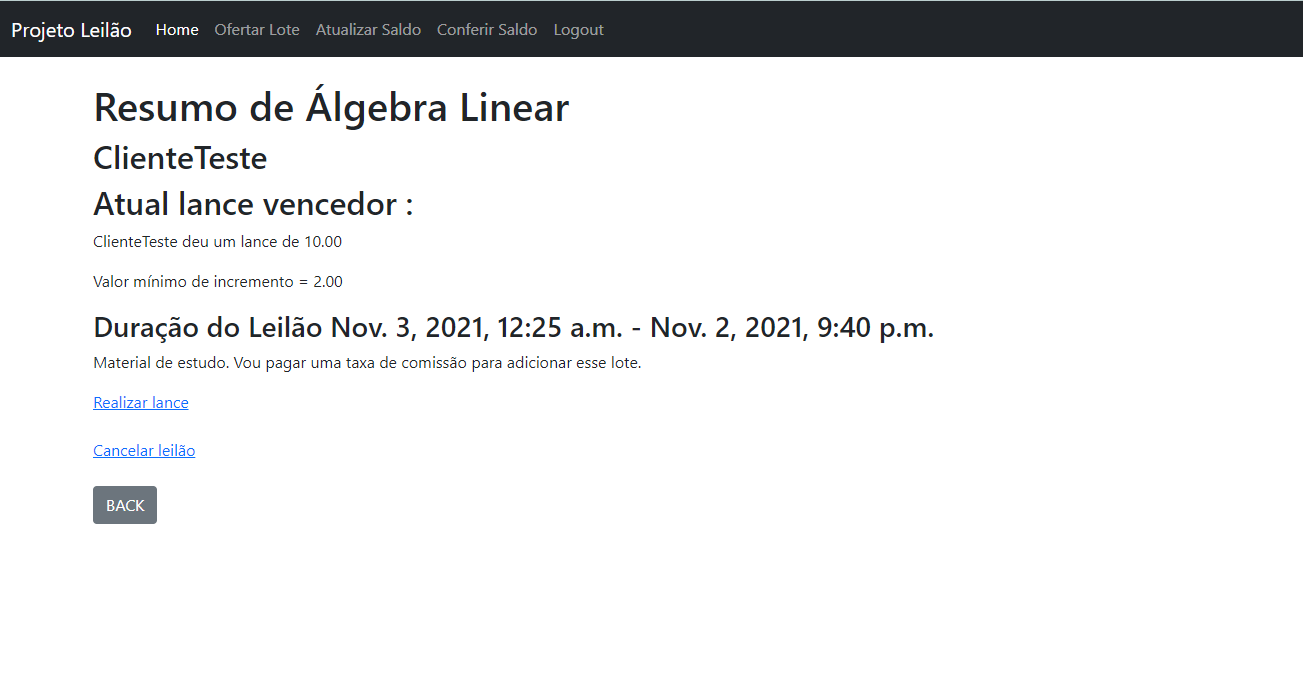 Projeto Leilão Home Ofertar Lote Atualizar Saldo Conferir Saldo Logout
Resumo de Álgebra Linear
ClienteTeste
Atual lance vencedor :
ClienteTeste deu um lance de 10.00
Valor mínimo de incremento = 2.00
Duração do Leilão Nov. 3, 2021, 12:25 a.m. - Nov. 2, 2021, 9:40 p.m.
Material de estudo. Vou pagar uma taxa de comissão para adicionar esse lote.
Realizar lance
Cancelar leilão
BACK